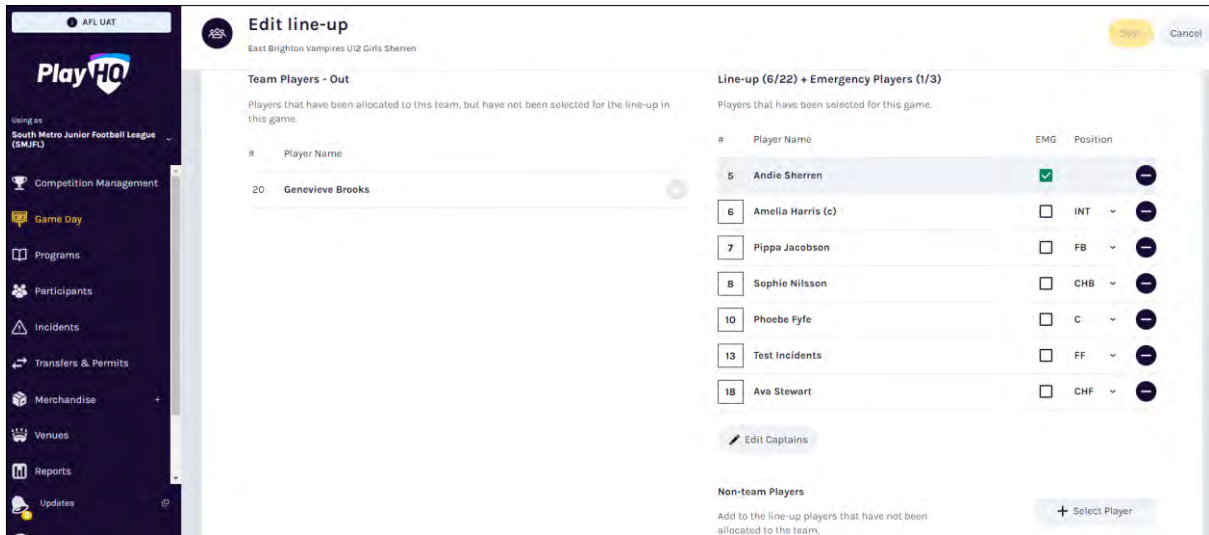 AFL UAT
PlayHQ
Using as
South Metro Junior Football League
(SMJFL)
Competition Management
Game Day
Programs
Participants
Incidents
Transfers & Permits
Merchandise +
Venues
Reports
Updates
Edit line-up
East Brighton Vampires U12 Girls Sherren
Save
Cancel
Team Players - Out
Players that have been allocated to this team, but have not been selected for the line-up in
this game.
# Player Name
20 Genevieve Brooks
Line-up (6/22) + Emergency Players (1/3)
Players that have been selected for this game.
# Player Name EMG Position
5 Andie Sherren
6 Amelia Harris (c) INT
7 Pippa Jacobson FB
8 Sophie Nilsson CHB
10 Phoebe Fyfe C
13 Test Incidents FF
18 Ava Stewart CHF
Edit Captains
Non-team Players
Add to the line-up players that have not been
allocated to the team.
+ Select Player